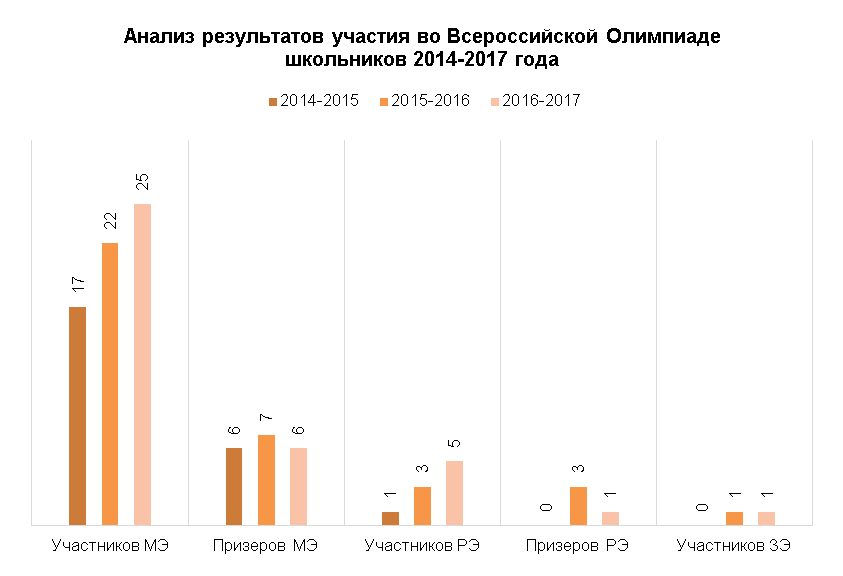 Анализ результатов участия во Всероссийской Олимпиаде
школьников 2014-2017 года
2014-2015 2015-2016 2016-2017
17 22 25
6 7 6
1 3 5
0 3 1
0 1 1
Участников МЭ Призеров МЭ Участников РЭ Призеров РЭ Участников ЗЭ